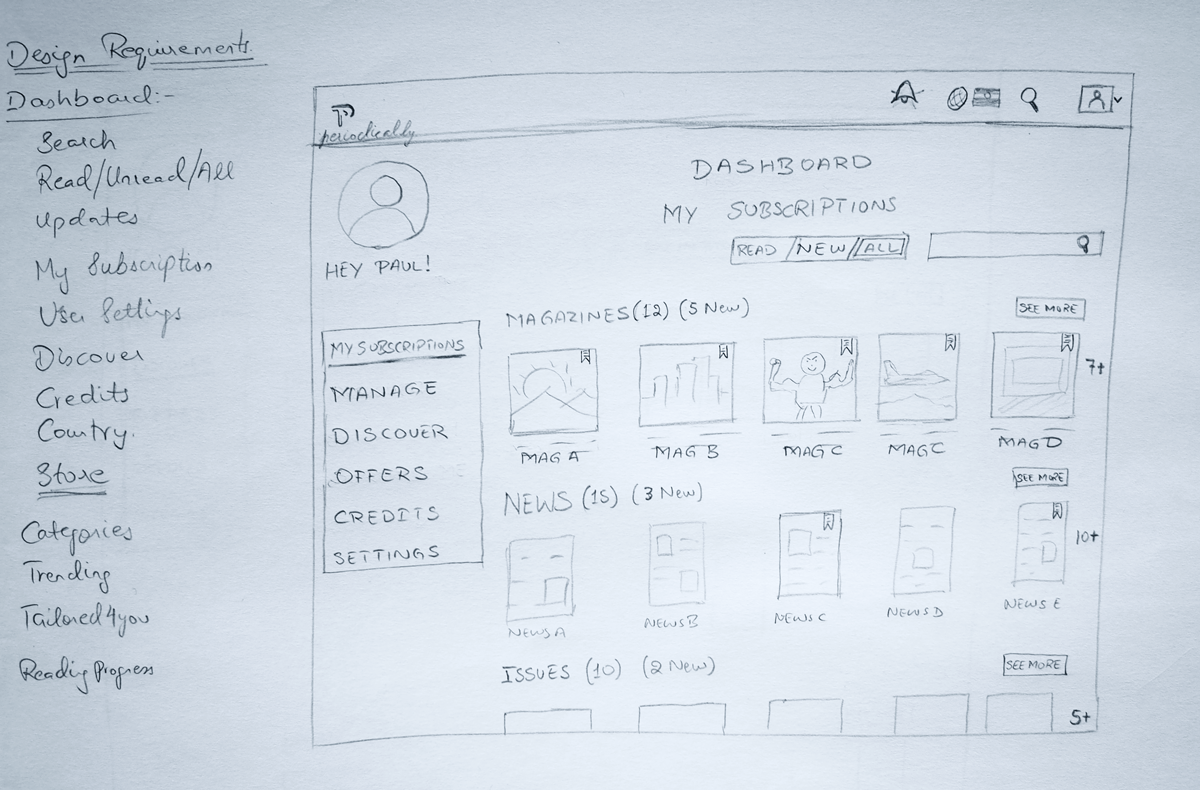 Design Requirements.
Dashboard:-
Search
Read/Unread/All
Updates
My Subscription
User Settings
Discover
Credits
Country.
Store
Categories
Trending
Tailored4you
Reading Progress
periodically
HEY PAUL!
MY SUBSCRIPTIONS
MANAGE
DISCOVER
OFFERS
CREDITS
SETTINGS
DASHBOARD
MY SUBSCRIPTIONS
READ / NEW // ALL
MAGAZINES (12) (5 New)
SEE MORE
7+
MAG A MAG B MAG C MAG C MAG D
NEWS (15) (3 New)
SEE MORE
10+
NEWS A NEWS B NEWS C NEWS D NEWS E
ISSUES (10) (2 New)
SEE MORE
5+